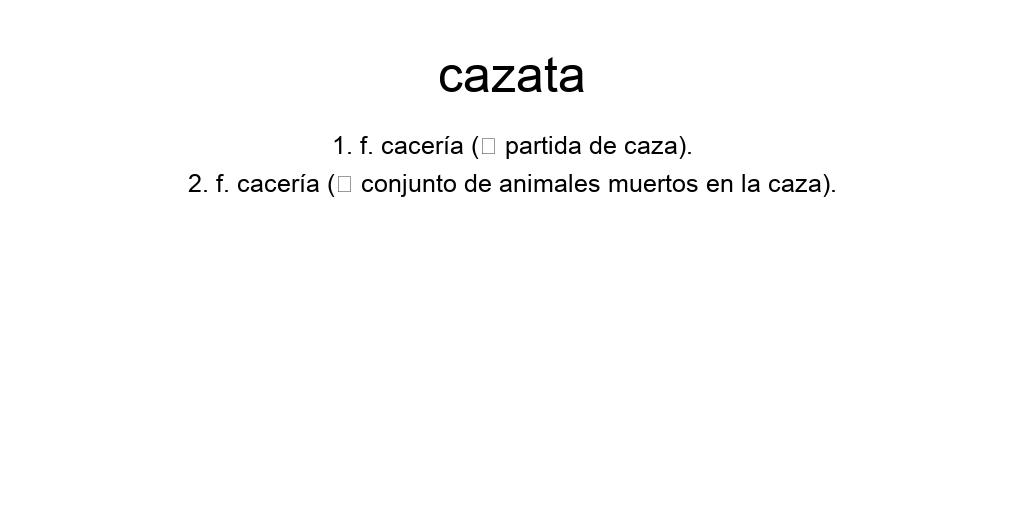 cazata
1. f. cacería (□ partida de caza).
2. f. cacería (□ conjunto de animales muertos en la caza).